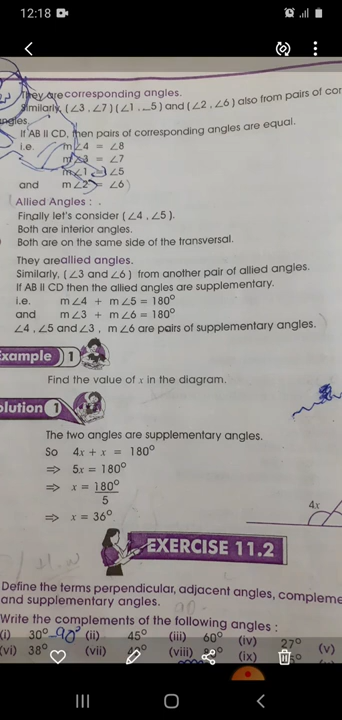 12:18
They are corresponding angles.
Similarly, (∠3 ,∠7) (∠1 , ∠5) and (∠2 ,∠6) also from pairs of cor
angles.
If AB II CD, then pairs of corresponding angles are equal.
i.e. m∠4 = ∠8
m∠3 = ∠7
m∠1 = ∠5
and m∠2 = ∠6)
Allied Angles :
Finally let's consider (∠4 ,∠5).
Both are interior angles.
Both are on the same side of the transversal.
They are allied angles.
Similarly, (∠3 and ∠6) from another pair of allied angles.
If AB II CD then the allied angles are supplementary.
i.e. m∠4 + m∠5 = 180°
and m∠3 + m∠6 = 180°
∠4 ,∠5 and ∠3 , m∠6 are pairs of supplementary angles.
Example 1
Find the value of x in the diagram.
olution 1
The two angles are supplementary angles.
So 4x + x = 180°
⇒ 5x = 180°
⇒ x = 180°
5
⇒ x = 36°
4x
EXERCISE 11.2
Define the terms perpendicular, adjacent angles, compleme
and supplementary angles.
Write the complements of the following angles :
(i) 30° -90° (ii) 45° (iii) 60° (iv) 27° (v)
(vi) 38° (vii) (viii) (ix)